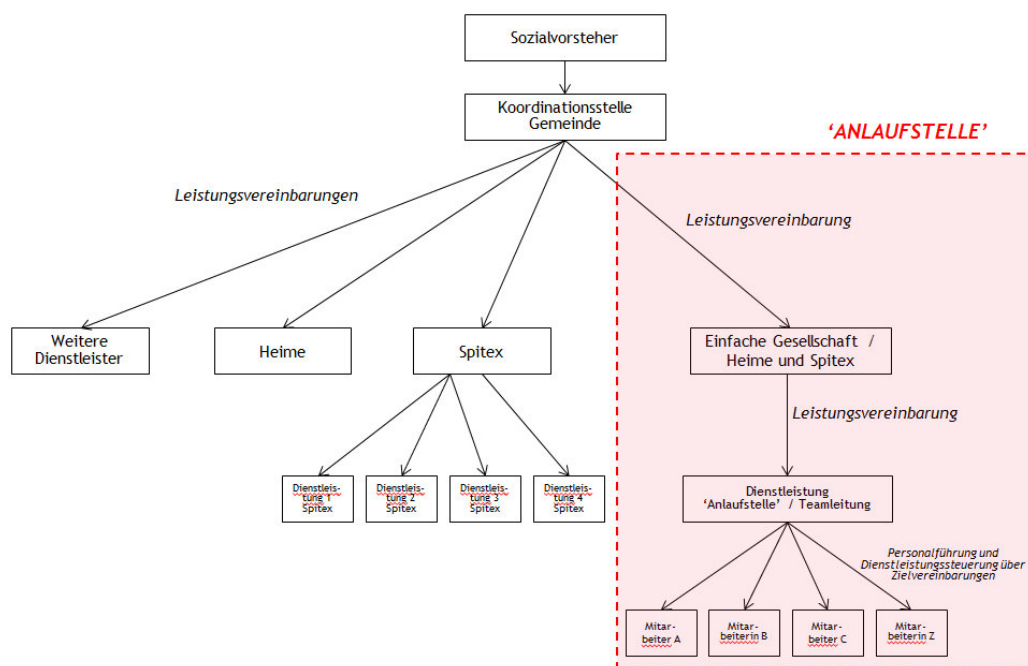 Sozialvorsteher
Koordinationsstelle
Gemeinde
‘ANLAUFSTELLE’
Leistungsvereinbarungen
Leistungsvereinbarung
Weitere
Dienstleister
Heime
Spitex
Einfache Gesellschaft /
Heime und Spitex
Leistungsvereinbarung
Dienstleis-
tung 1
Spitex
Dienstleis-
tung 2
Spitex
Dienstleis-
tung 3
Spitex
Dienstleis-
tung 4
Spitex
Dienstleistung
‘Anlaufstelle’ / Teamleitung
Personalführung und
Dienstleistungssteuerung über
Zielvereinbarungen
Mitar-
beiter A
Mitar-
beiterin B
Mitar-
beiter C
Mitar-
beiterin Z